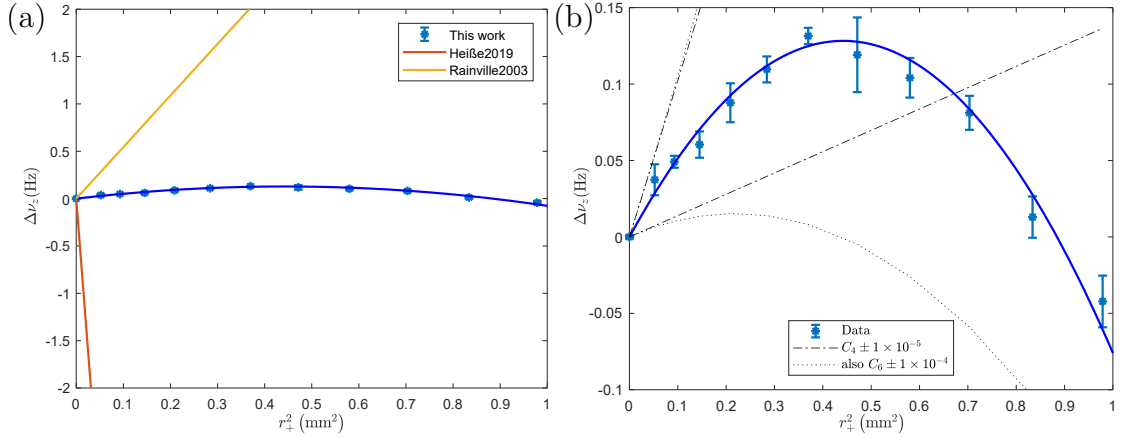 (a)
2
1.5
1
0.5
0
-0.5
-1
-1.5
-2
Δν_z(Hz)
This work
Heiße2019
Rainville2003
0 0.1 0.2 0.3 0.4 0.5 0.6 0.7 0.8 0.9 1
r_+^2 (mm^2)
(b)
0.15
0.1
0.05
0
-0.05
-0.1
Δν_z(Hz)
Data
C_4 ± 1 × 10^{-5}
also C_6 ± 1 × 10^{-4}
0 0.1 0.2 0.3 0.4 0.5 0.6 0.7 0.8 0.9 1
r_+^2 (mm^2)